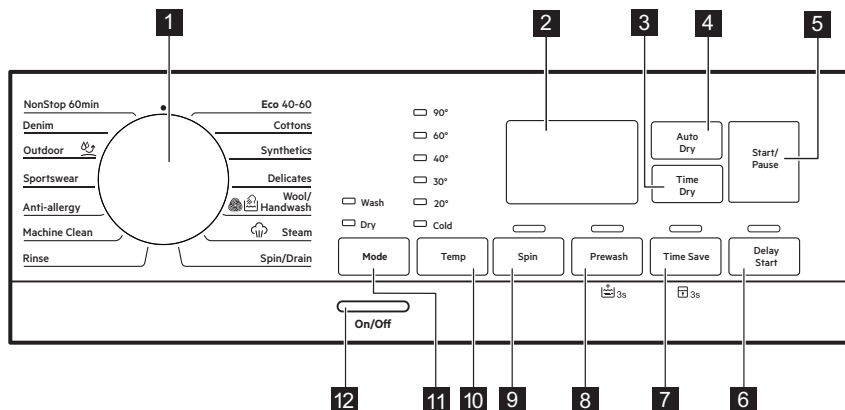 1
2
3
4
5
NonStop 60min
Denim
Outdoor
Sportswear
Anti-allergy
Machine Clean
Rinse
Eco 40-60
Cottons
Synthetics
Delicates
Wool/
Handwash
Steam
Spin/Drain
90°
60°
40°
30°
20°
Cold
Wash
Dry
Auto
Dry
Time
Dry
Start/
Pause
Mode
Temp
Spin
Prewash
Time Save
Delay
Start
3s
3s
On/Off
12
11
10
9
8
7
6